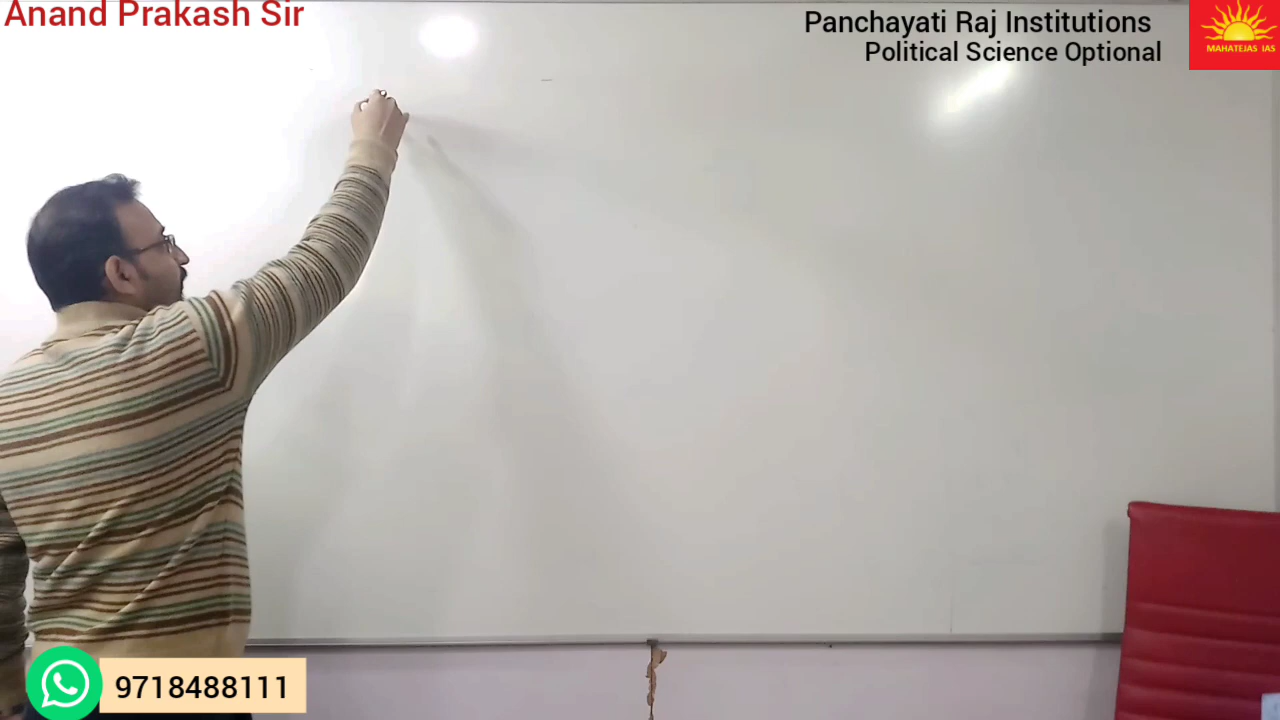 Anand Prakash Sir
Panchayati Raj Institutions
Political Science Optional
MAHATEJAS IAS
9718488111